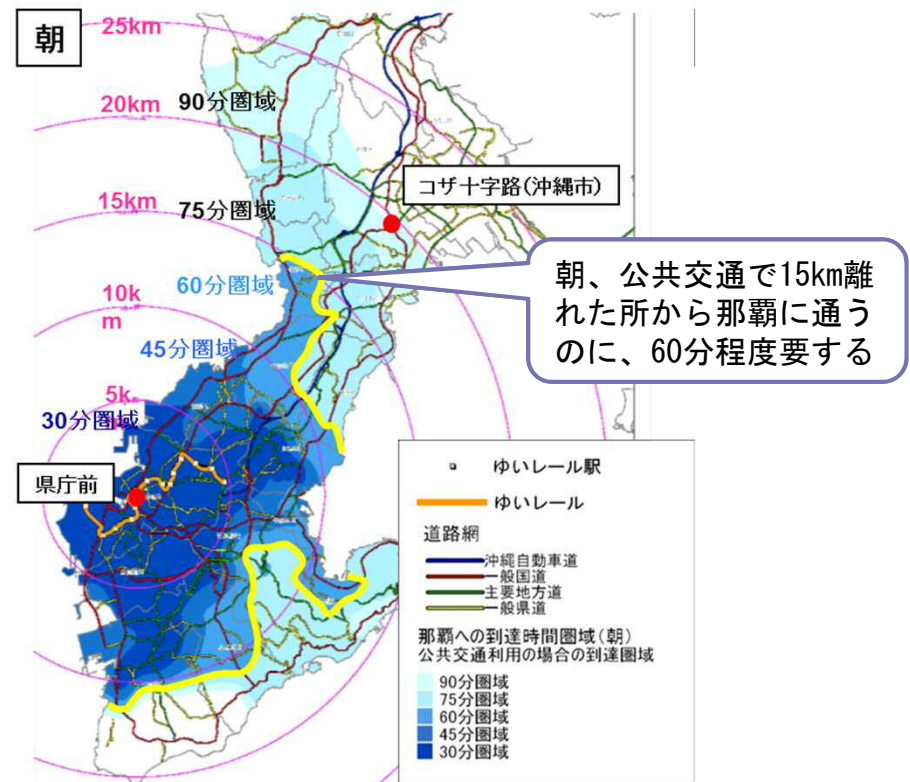 朝
25km
20km
90分圏域
コザ十字路(沖縄市)
15km
75分圏域
60分圏域
朝、公共交通で15km離
れた所から那覇に通う
のに、60分程度要する
10k
m
45分圏域
5k
30分圏域
県庁前
ゆいレール駅
ゆいレール
道路網
沖縄自動車道
一般国道
主要地方道
一般県道
那覇への到達時間圏域(朝)
公共交通利用の場合の到達圏域
90分圏域
75分圏域
60分圏域
45分圏域
30分圏域